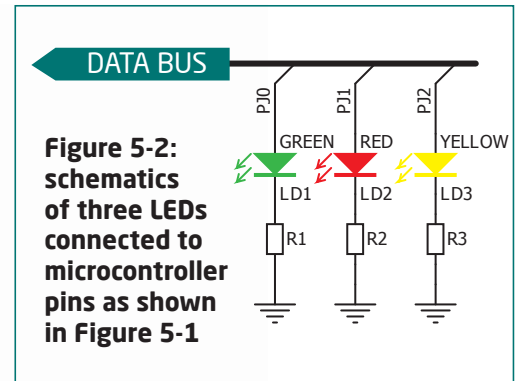 DATA BUS
PJ0
PJ1
PJ2
GREEN
RED
YELLOW
LD1
LD2
LD3
R1
R2
R3
Figure 5-2:
schematics
of three LEDs
connected to
microcontroller
pins as shown
in Figure 5-1